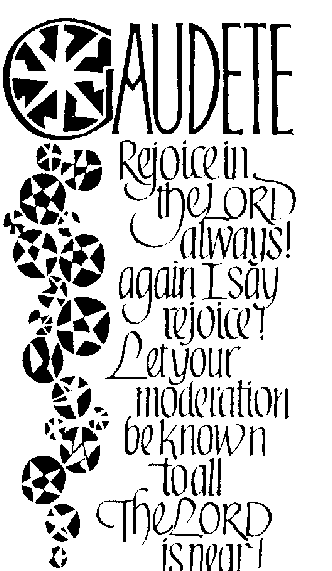 GAUDETE
Rejoice in
the LORD
always!
again I say
rejoice!
Let your
moderation
be known
to all
The LORD
is near!